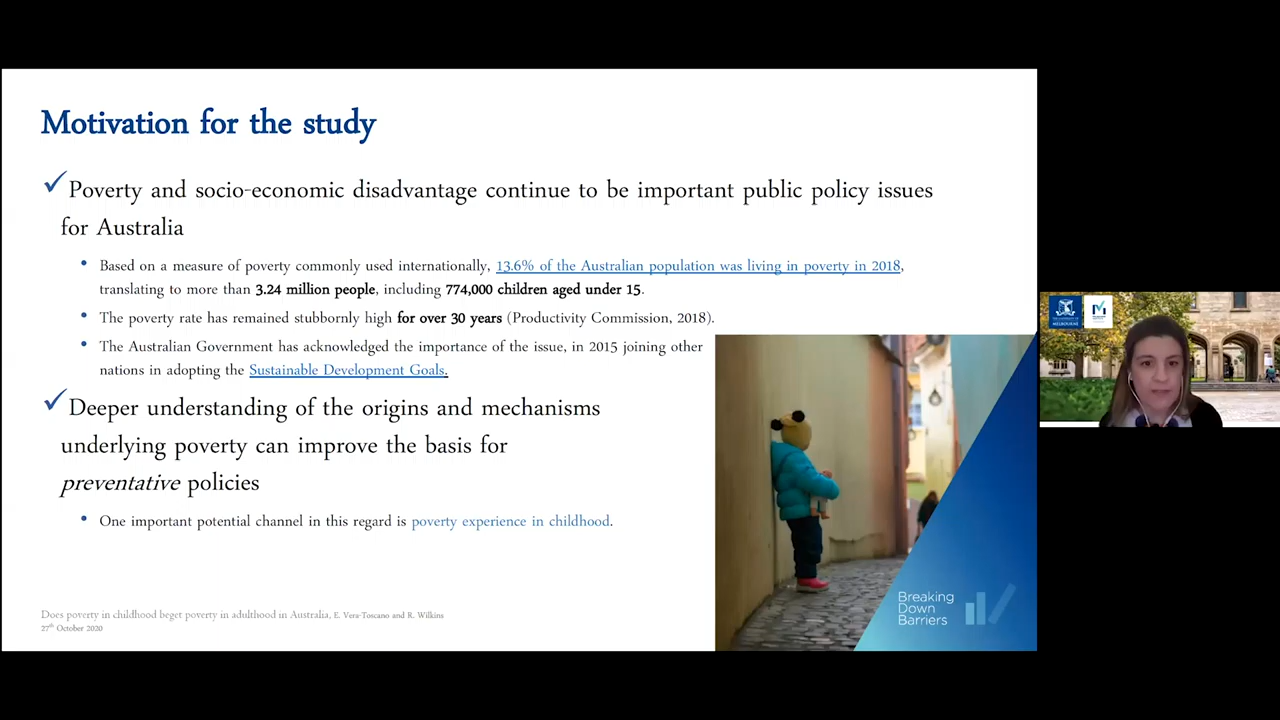 Motivation for the study
✓Poverty and socio-economic disadvantage continue to be important public policy issues
for Australia
• Based on a measure of poverty commonly used internationally, 13.6% of the Australian population was living in poverty in 2018,
translating to more than 3.24 million people, including 774,000 children aged under 15.
• The poverty rate has remained stubbornly high for over 30 years (Productivity Commission, 2018).
• The Australian Government has acknowledged the importance of the issue, in 2015 joining other
nations in adopting the Sustainable Development Goals.
✓Deeper understanding of the origins and mechanisms
underlying poverty can improve the basis for
preventative policies
• One important potential channel in this regard is poverty experience in childhood.
Does poverty in childhood beget poverty in adulthood in Australia, E. Vera-Toscano and R. Wilkins
27th October 2020
Breaking
Down
Barriers
MELBOURNE